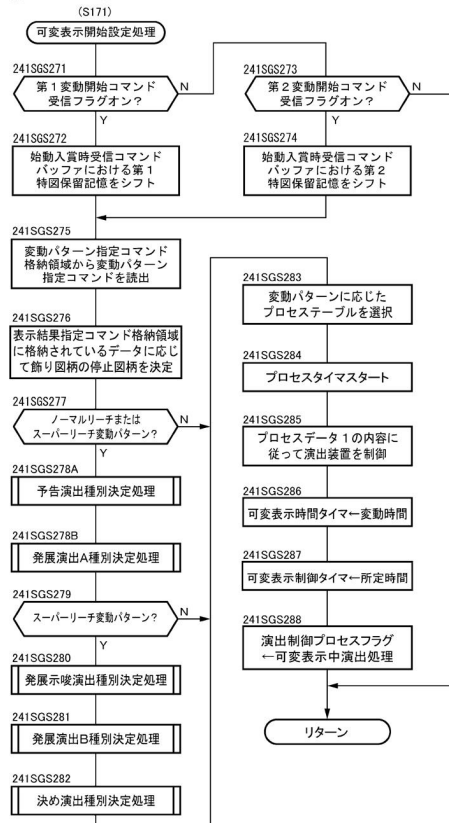 (S171)
可変表示開始設定処理
241SGS271
第1変動開始コマンド
受信フラグオン?
N
Y
241SGS273
第2変動開始コマンド
受信フラグオン?
N
Y
241SGS272
始動入賞時受信コマンド
バッファにおける第1
特図保留記憶をシフト
241SGS274
始動入賞時受信コマンド
バッファにおける第2
特図保留記憶をシフト
241SGS275
変動パターン指定コマンド
格納領域から変動パターン
指定コマンドを読出
241SGS276
表示結果指定コマンド格納領域
に格納されているデータに応じ
て飾り図柄の停止図柄を決定
241SGS277
ノーマルリーチまたは
スーパーリーチ変動パターン?
N
Y
241SGS278A
予告演出種別決定処理
241SGS278B
発展演出A種別決定処理
241SGS279
スーパーリーチ変動パターン?
N
Y
241SGS280
発展示唆演出種別決定処理
241SGS281
発展演出B種別決定処理
241SGS282
決め演出種別決定処理
241SGS283
変動パターンに応じた
プロセステーブルを選択
241SGS284
プロセスタイマスタート
241SGS285
プロセスデータ1の内容に
従って演出装置を制御
241SGS286
可変表示時間タイマ←変動時間
241SGS287
可変表示制御タイマ←所定時間
241SGS288
演出制御プロセスフラグ
←可変表示中演出処理
リターン